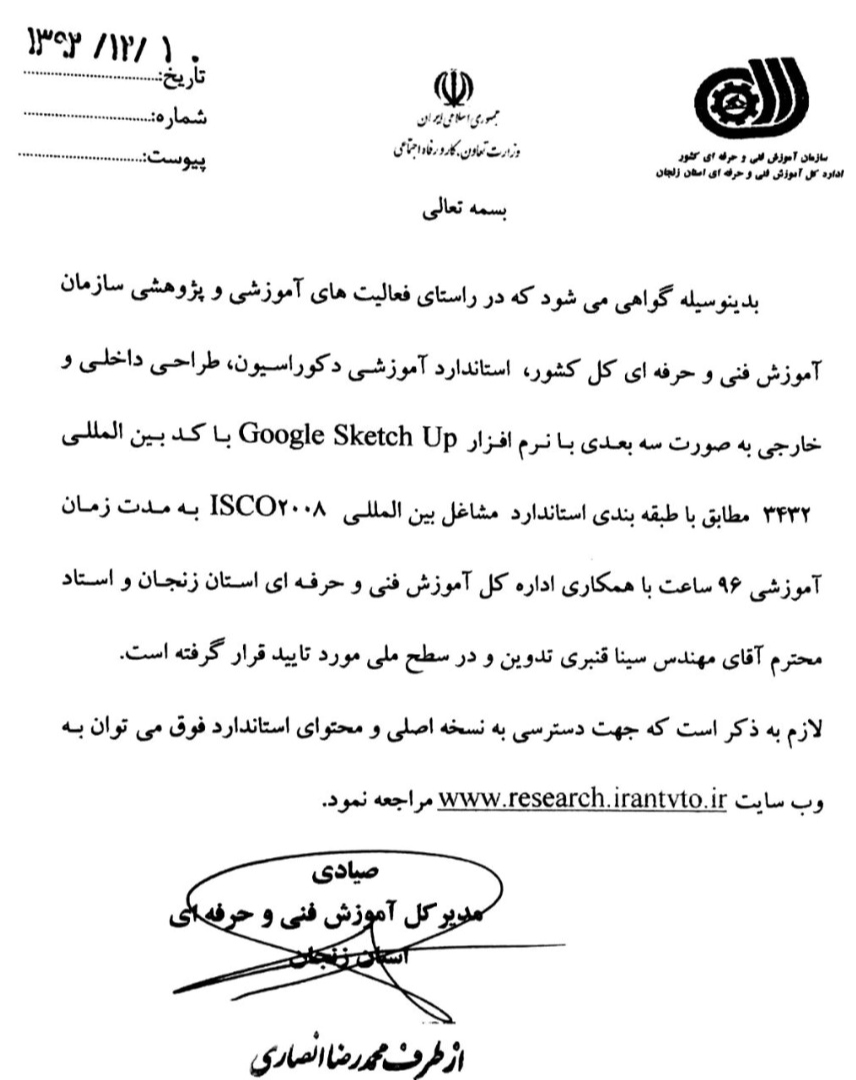 ۱۳۹۲/۱۲/۱۰
تاریخ:
شماره:
پیوست:
جمهوری اسلامی ایران
وزارت تعاون، کار و رفاه اجتماعی
سازمان آموزش فنی و حرفه ای کشور
اداره کل آموزش فنی و حرفه ای استان زنجان
بسمه تعالی
بدینوسیله گواهی می شود که در راستای فعالیت های آموزشی و پژوهشی سازمان
آموزش فنی و حرفه ای کل کشور، استاندارد آموزشی دکوراسیون، طراحی داخلی و
خارجی به صورت سه بعدی با نرم افزار Google Sketch Up با کد بین المللی
۳۴۳۲ مطابق با طبقه بندی استاندارد مشاغل بین المللی ISCO۲۰۰۸ به مدت زمان
آموزشی ۹۶ ساعت با همکاری اداره کل آموزش فنی و حرفه ای استان زنجان و استاد
محترم آقای مهندس سینا قنبری تدوین و در سطح ملی مورد تایید قرار گرفته است.
لازم به ذکر است که جهت دسترسی به نسخه اصلی و محتوای استاندارد فوق می توان به
وب سایت www.research.irantvto.ir مراجعه نمود.
صیادی
مدیر کل آموزش فنی و حرفه ای
استان زنجان
از طرف محمدرضا انصاری